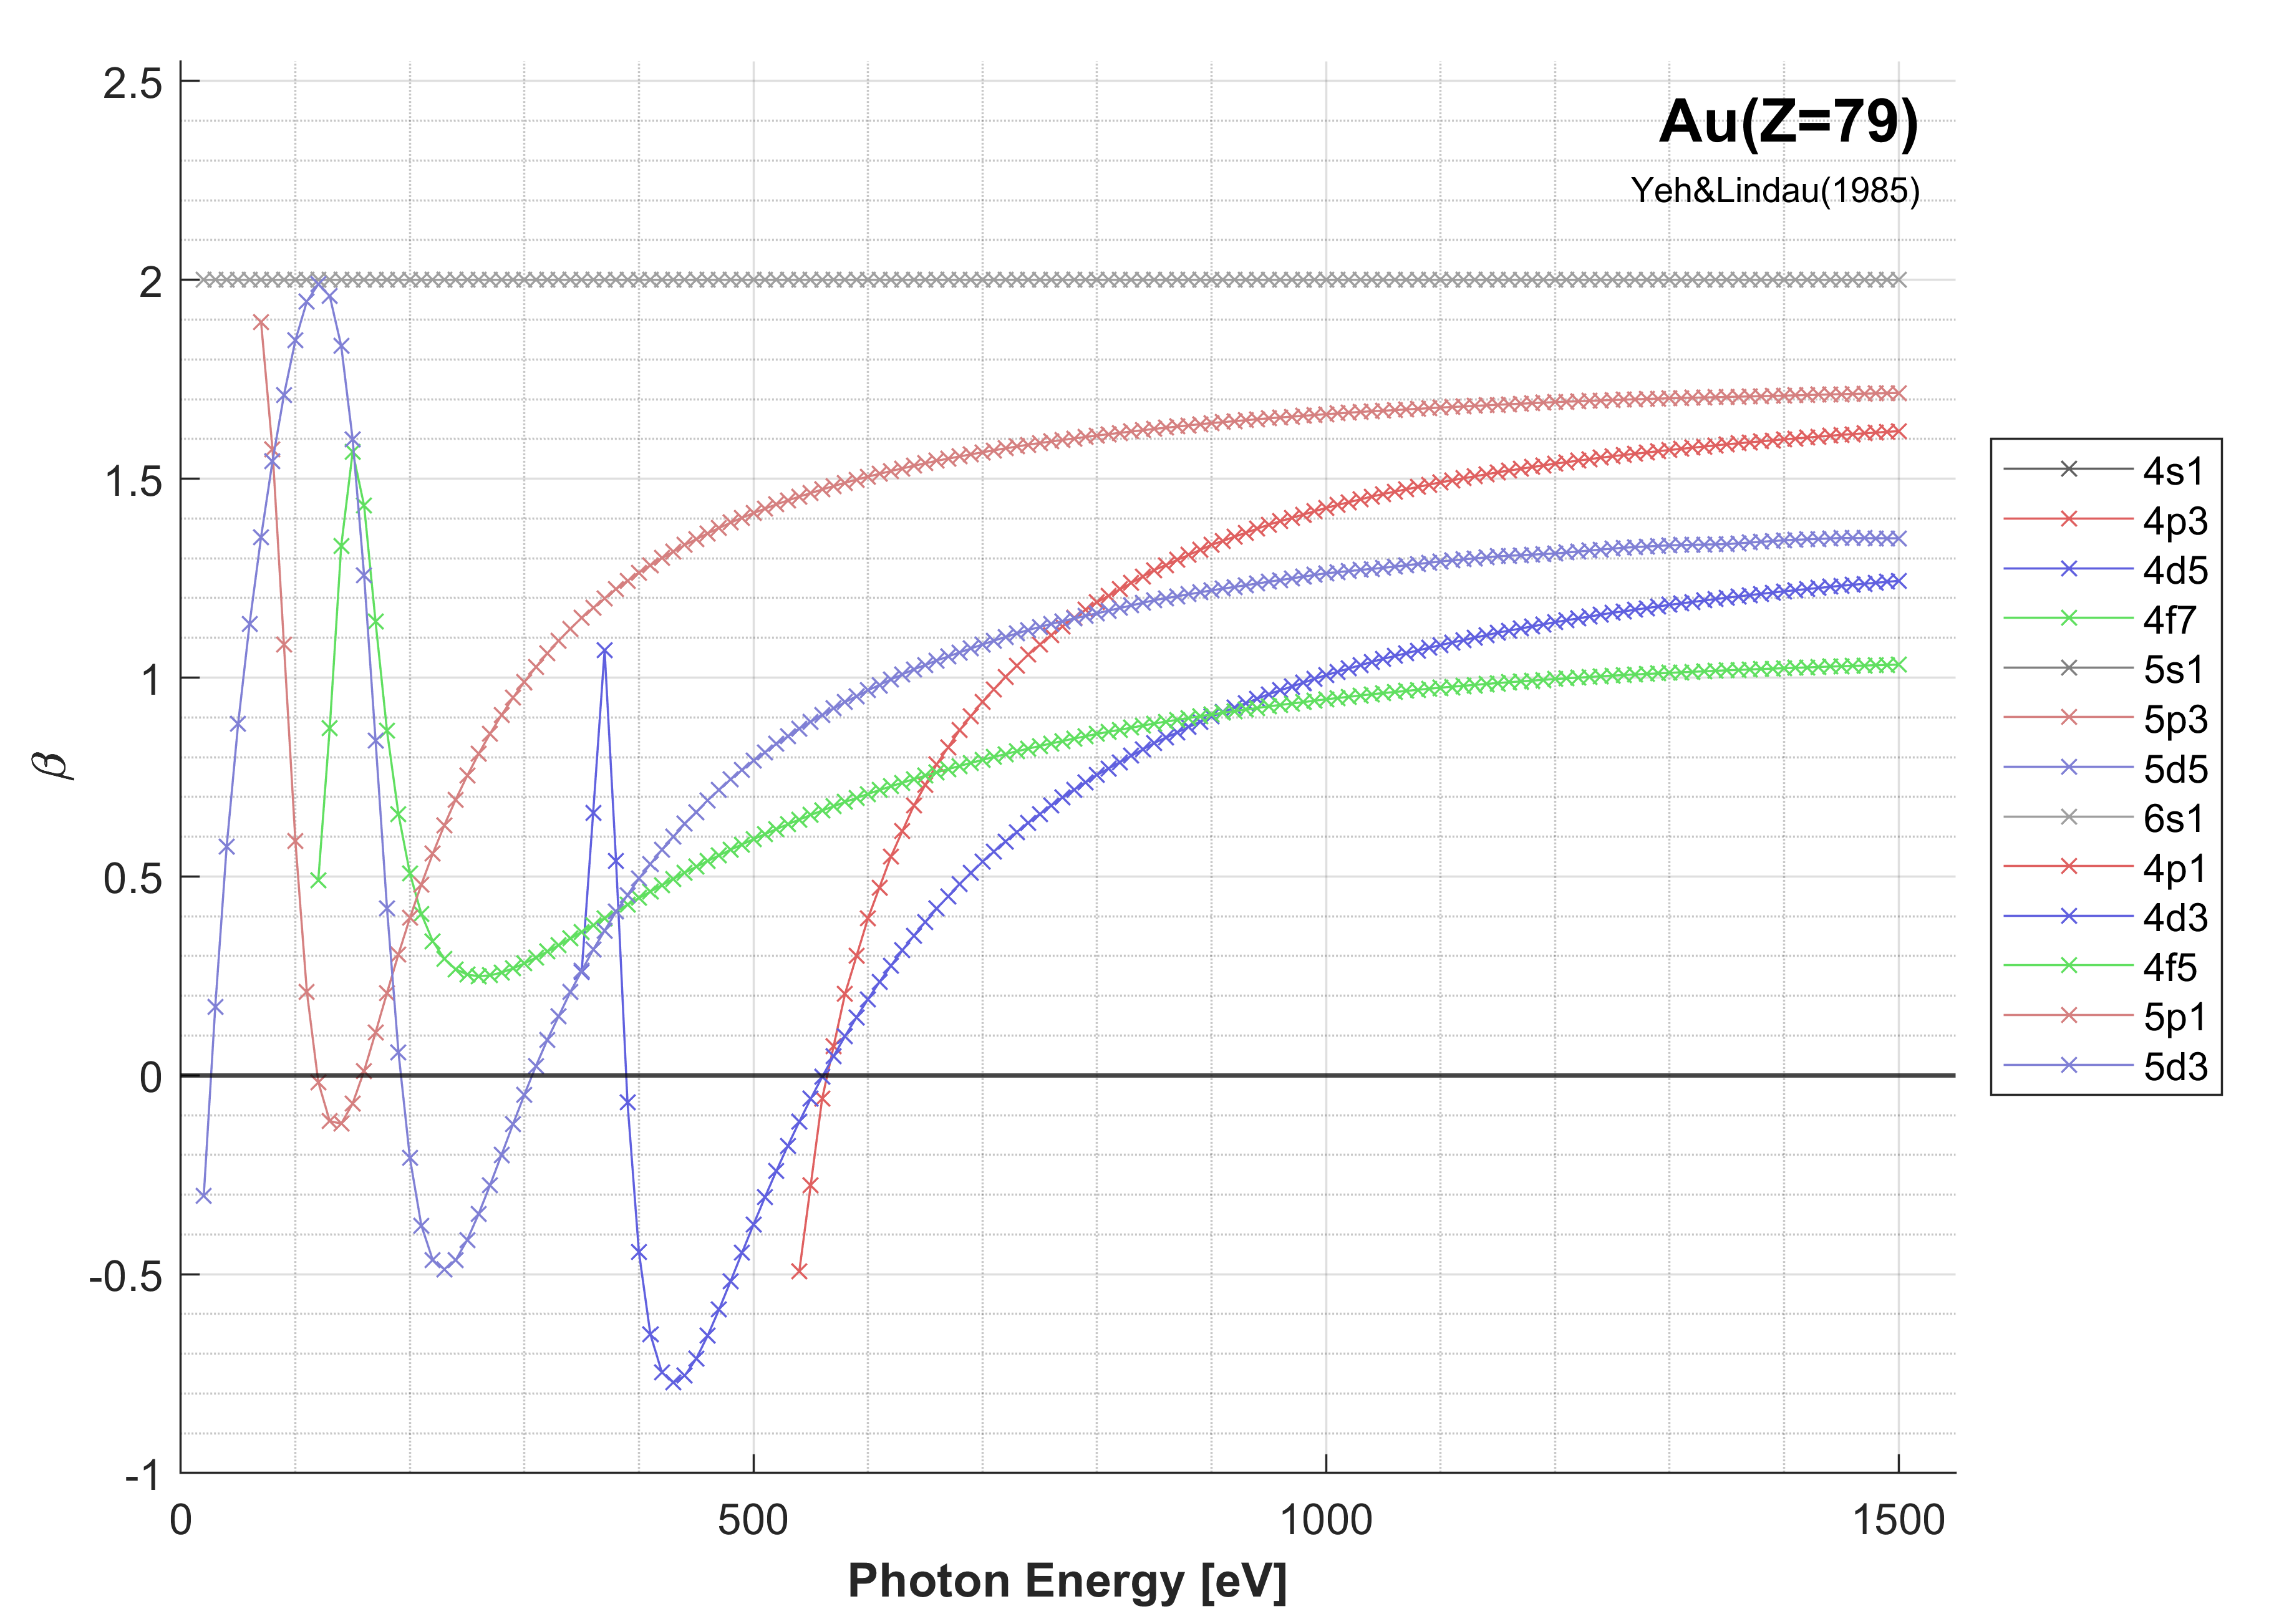 Au(Z=79)
Yeh&Lindau(1985)
2.5
2
1.5
1
0.5
0
-0.5
-1
β
0 500 1000 1500
Photon Energy [eV]
4s1
4p3
4d5
4f7
5s1
5p3
5d5
6s1
4p1
4d3
4f5
5p1
5d3